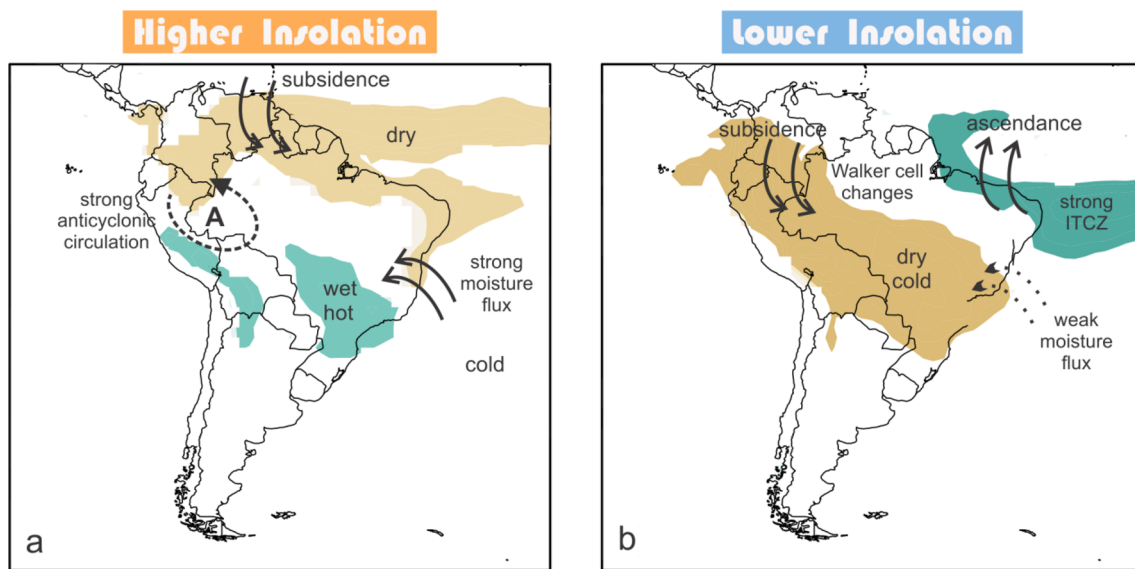 Higher Insolation
subsidence
dry
strong
anticyclonic
circulation
A
wet
hot
strong
moisture
flux
cold
a
Lower Insolation
subsidence
ascendance
Walker cell
changes
strong
ITCZ
dry
cold
weak
moisture
flux
b